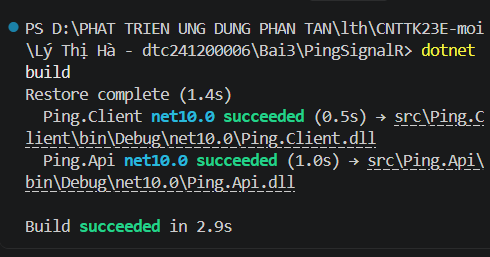 PS D:\PHAT TRIEN UNG DUNG PHAN TAN\lth\CNTTK23E-moi
\Lý Thị Hà - dtc241200006\Bai3\PingSignalR> dotnet
build
Restore complete (1.4s)
  Ping.Client net10.0 succeeded (0.5s) → src\Ping.C
lient\bin\Debug\net10.0\Ping.Client.dll
  Ping.Api net10.0 succeeded (1.0s) → src\Ping.Api\
bin\Debug\net10.0\Ping.Api.dll

Build succeeded in 2.9s